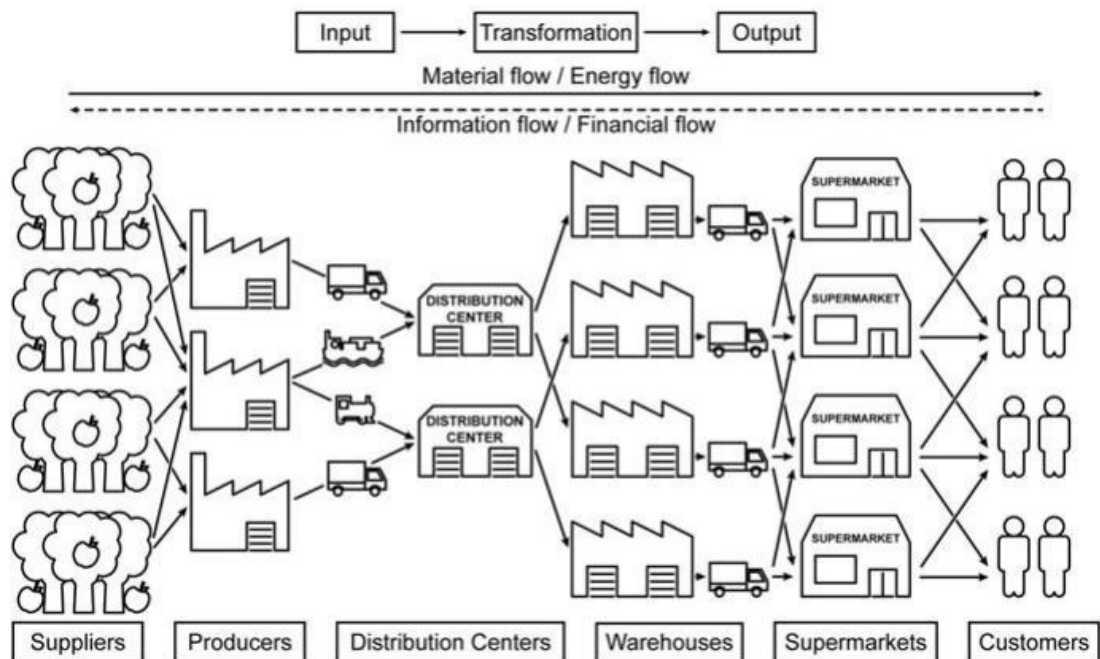 Input Transformation Output
Material flow / Energy flow
Information flow / Financial flow
SUPERMARKET
DISTRIBUTION
CENTER
SUPERMARKET
DISTRIBUTION
CENTER
SUPERMARKET
SUPERMARKET
Suppliers Producers Distribution Centers Warehouses Supermarkets Customers